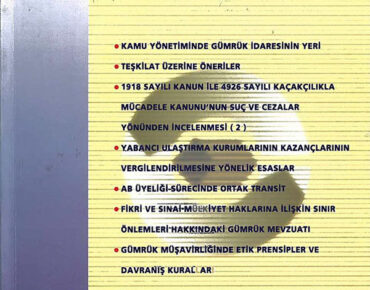 • KAMU YÖNETİMİNDE GÜMRÜK İDARESİNİN YERİ
• TEŞKİLAT ÜZERİNE ÖNERİLER
• 1918 SAYILI KANUN İLE 4926 SAYILI KAÇAKÇILIKLA
MÜCADELE KANUNU'NUN SUÇ VE CEZALAR
YÖNÜNDEN İNCELENMESİ ( 2 )
• YABANCI ULAŞTIRMA KURUMLARININ KAZANÇLARININ
VERGİLENDİRİLMESİNE YÖNELİK ESASLAR
• AB ÜYELİĞİ SÜRECİNDE ORTAK TRANSİT
• FİKRİ VE SINAİ MÜLKİYET HAKLARINA İLİŞKİN SINIR
ÖNLEMLERİ HAKKINDAKİ GÜMRÜK MEVZUATI
• GÜMRÜK MÜŞAVİRLİĞİNDE ETİK PRENSİPLER VE
DAVRANIŞ KURALLARI